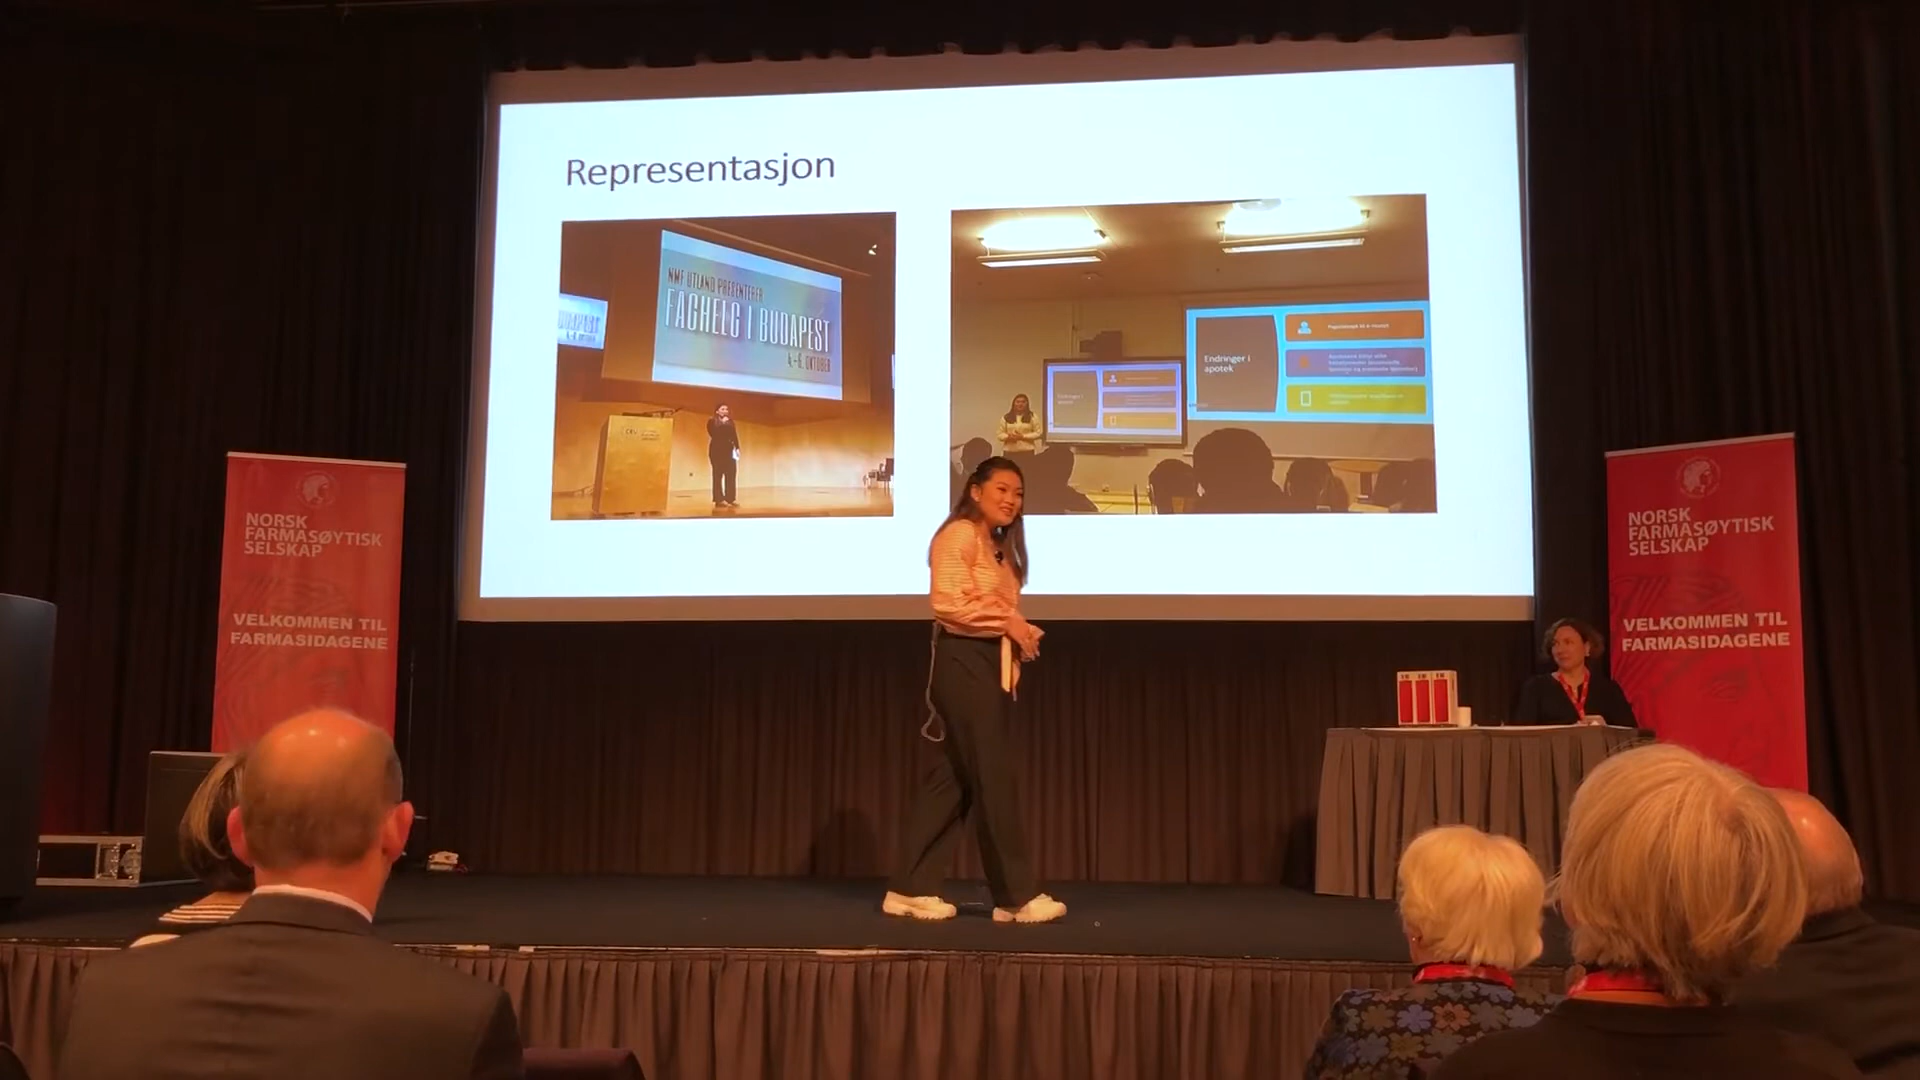 Representasjon
NMF UTLAND PRESENTERER
FAGHELG I BUDAPEST
4.-6. OKTOBER
Endringer i
apotek
NORSK
FARMASØYTISK
SELSKAP
VELKOMMEN TIL
FARMASIDAGENE
NORSK
FARMASØYTISK
SELSKAP
VELKOMMEN TIL
FARMASIDAGENE